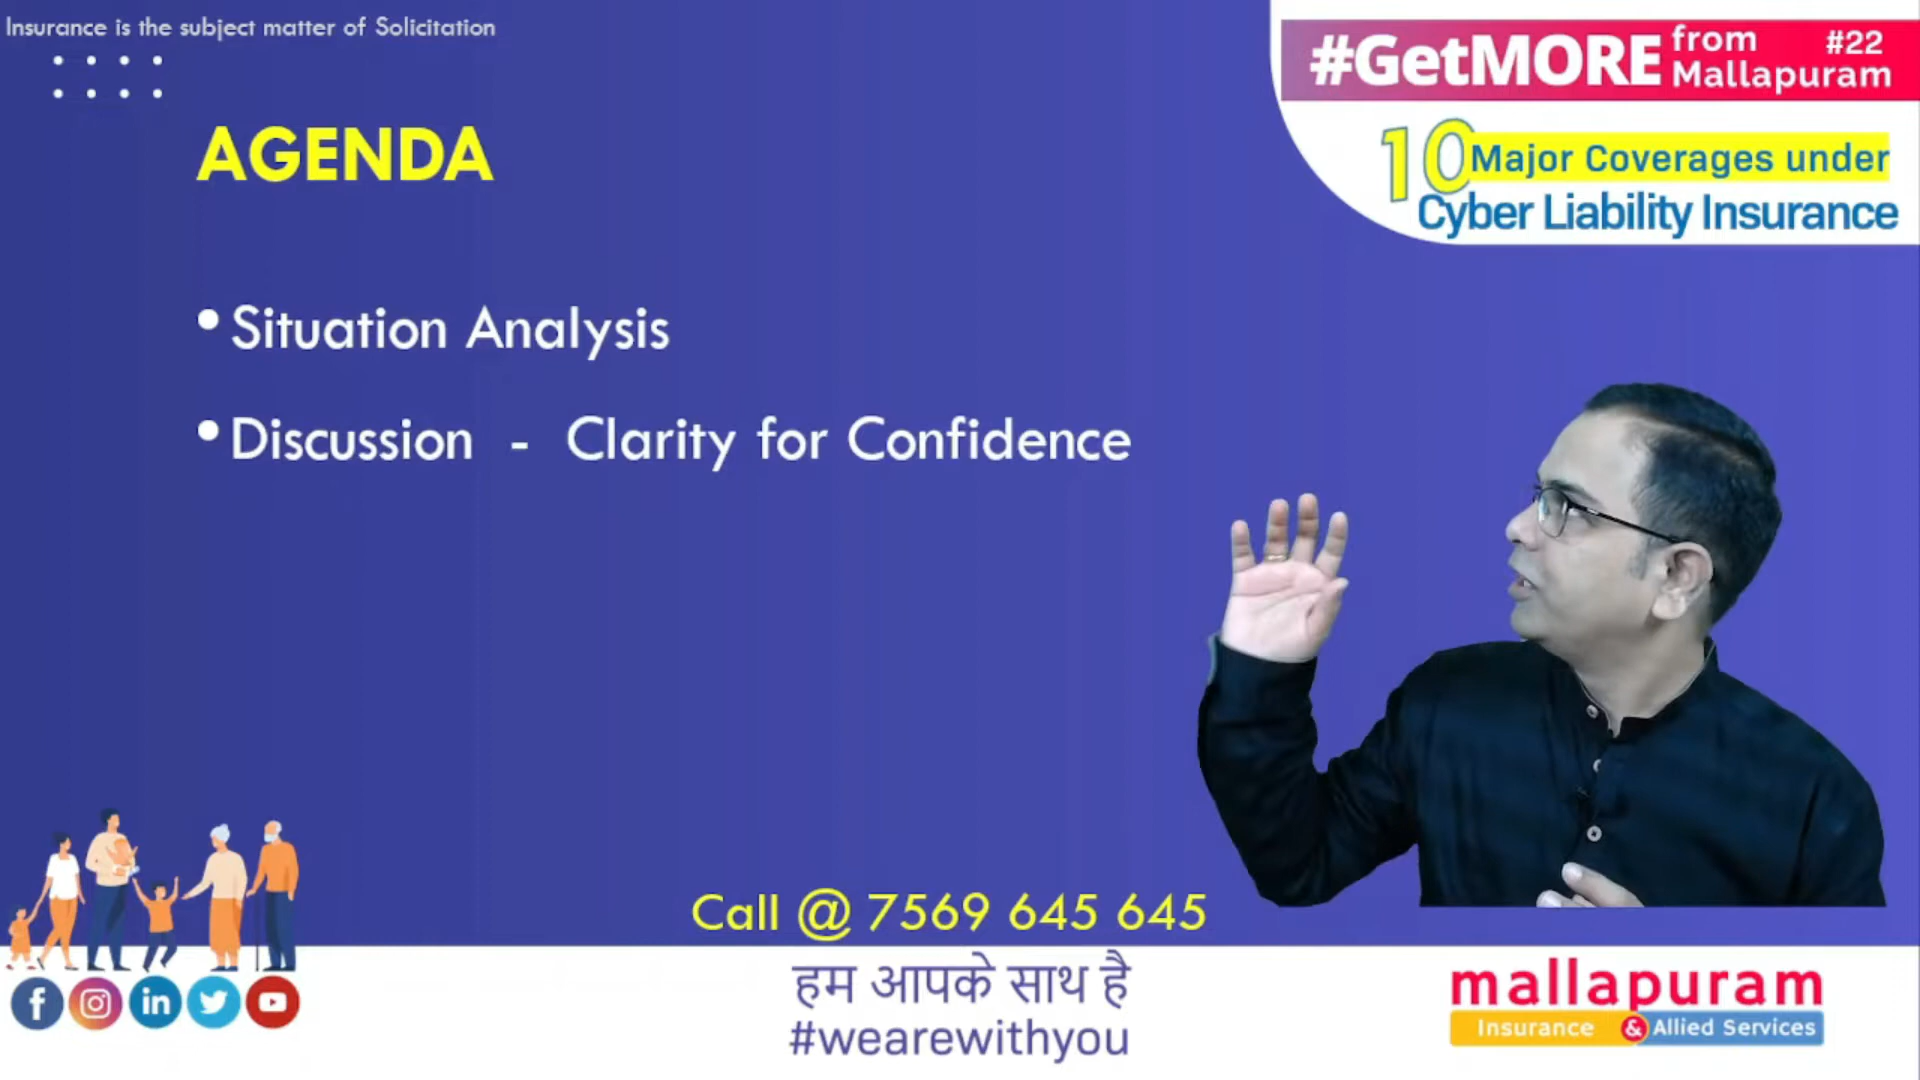 Insurance is the subject matter of Solicitation
#GetMORE from Mallapuram #22
10 Major Coverages under
Cyber Liability Insurance
AGENDA
• Situation Analysis
• Discussion - Clarity for Confidence
Call @ 7569 645 645
हम आपके साथ है
#wearewithyou
mallapuram
Insurance & Allied Services